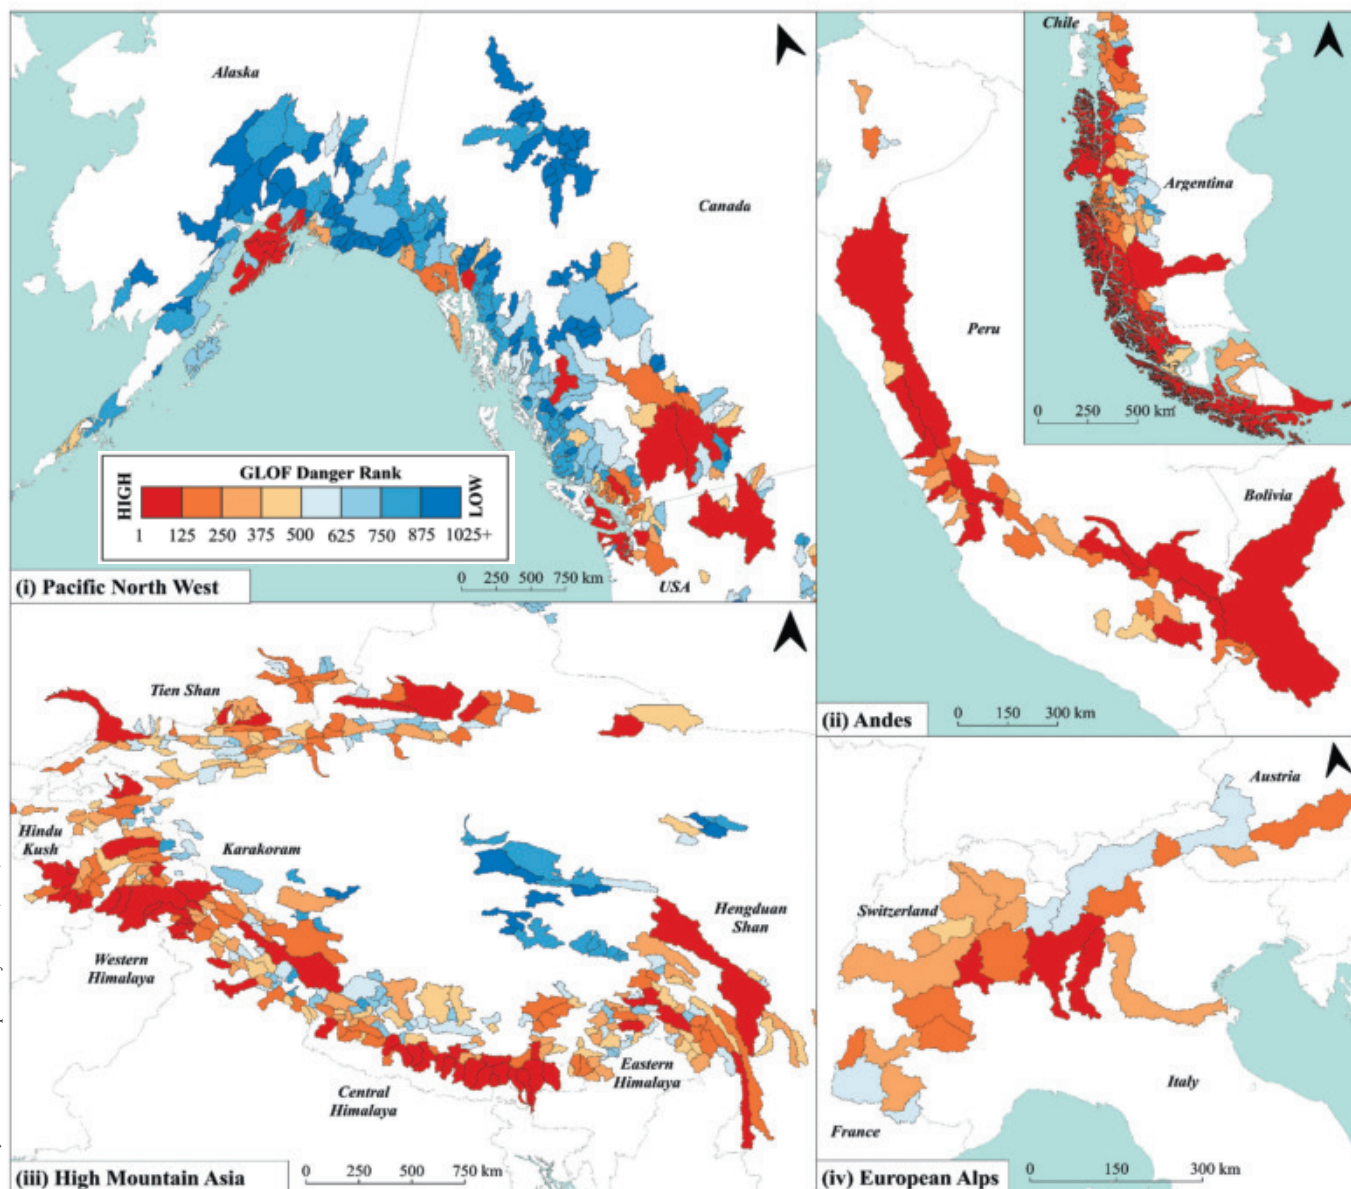 Alaska
Canada
GLOF Danger Rank
HIGH
LOW
1 125 250 375 500 625 750 875 1025+
0 250 500 750 km
USA
(i) Pacific North West
Chile
Argentina
0 250 500 km
Peru
Bolivia
(ii) Andes
0 150 300 km
Tien Shan
Hindu
Kush
Karakoram
Hengduan
Shan
Western
Himalaya
Central
Himalaya
Eastern
Himalaya
(iii) High Mountain Asia
0 250 500 750 km
Austria
Switzerland
Italy
France
(iv) European Alps
0 150 300 km